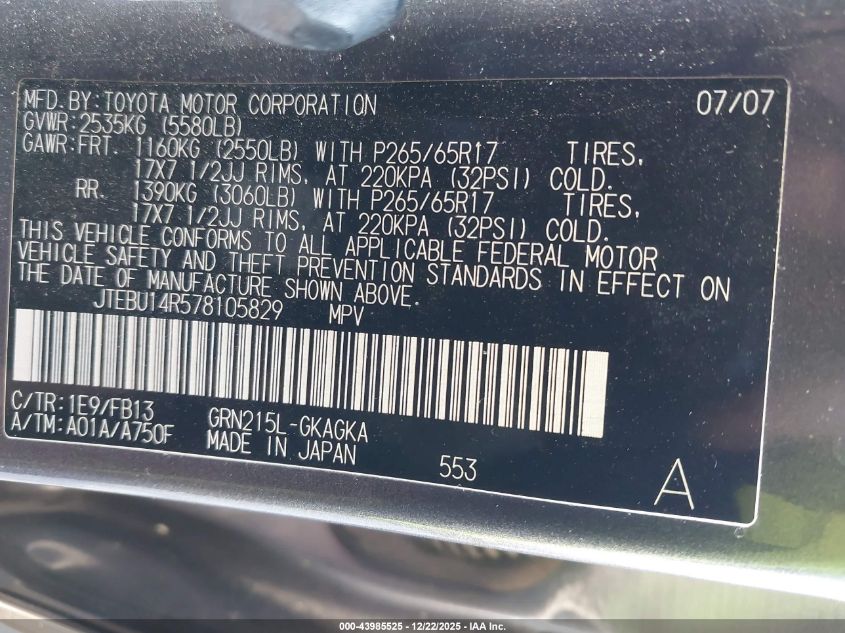 MFD.BY:TOYOTA MOTOR CORPORATION 07/07
GVWR:2535KG (5580LB)
GAWR:FRT. 1160KG (2550LB) WITH P265/65R17 TIRES,
17X7 1/2JJ RIMS, AT 220KPA (32PSI) COLD.
RR. 1390KG (3060LB) WITH P265/65R17 TIRES,
17X7 1/2JJ RIMS, AT 220KPA (32PSI) COLD.
THIS VEHICLE CONFORMS TO ALL APPLICABLE FEDERAL MOTOR
VEHICLE SAFETY AND THEFT PREVENTION STANDARDS IN EFFECT ON
THE DATE OF MANUFACTURE SHOWN ABOVE.
JTEBU14R578105829 MPV
C/TR:1E9/FB13 GRN215L-GKAGKA
A/TM:A01A/A750F MADE IN JAPAN
553 A
000-43985525 - 12/22/2025 - IAA Inc.